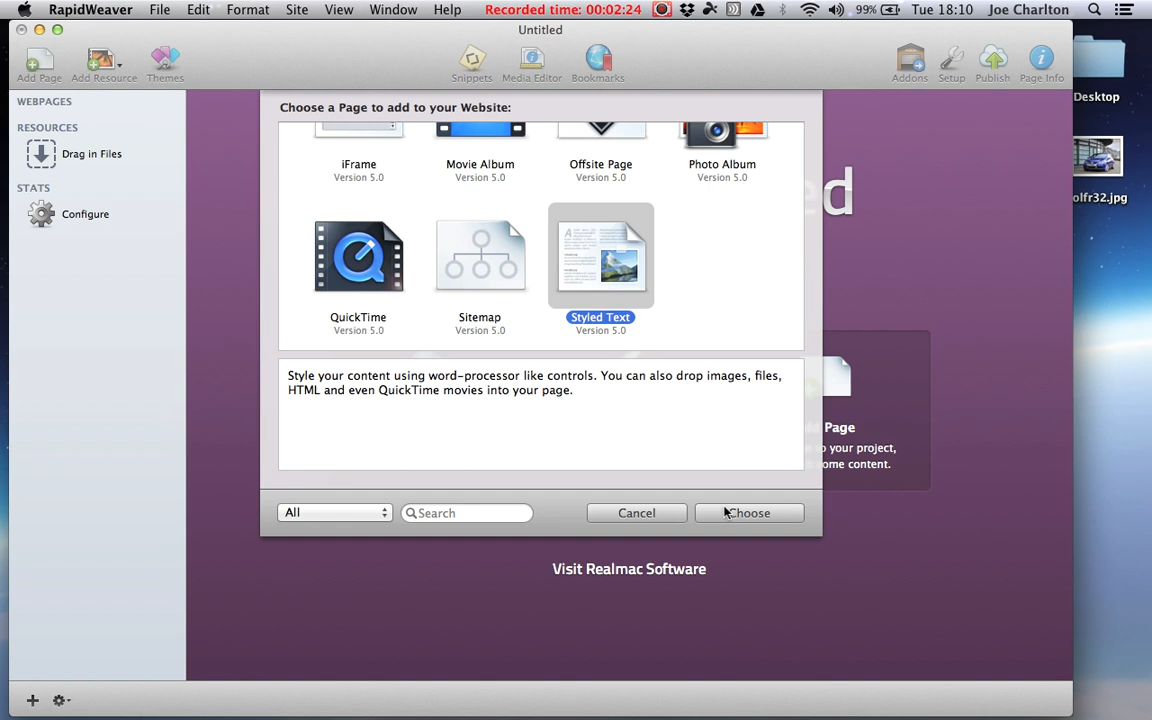 RapidWeaver File Edit Format Site View Window Help Recorded time: 00:02:24 99% Tue 18:10 Joe Charlton
Untitled
Add Page Add Resource Themes Snippets Media Editor Bookmarks Addons Setup Publish Page Info
WEBPAGES
RESOURCES
Drag in Files
STATS
Configure
Choose a Page to add to your Website:
iFrame Movie Album Offsite Page Photo Album
Version 5.0 Version 5.0 Version 5.0 Version 5.0
QuickTime Sitemap Styled Text
Version 5.0 Version 5.0 Version 5.0
Style your content using word-processor like controls. You can also drop images, files,
HTML and even QuickTime movies into your page.
All Search Cancel Choose
ed
Page
to your project,
ome content.
Visit Realmac Software
Desktop
olfr32.jpg